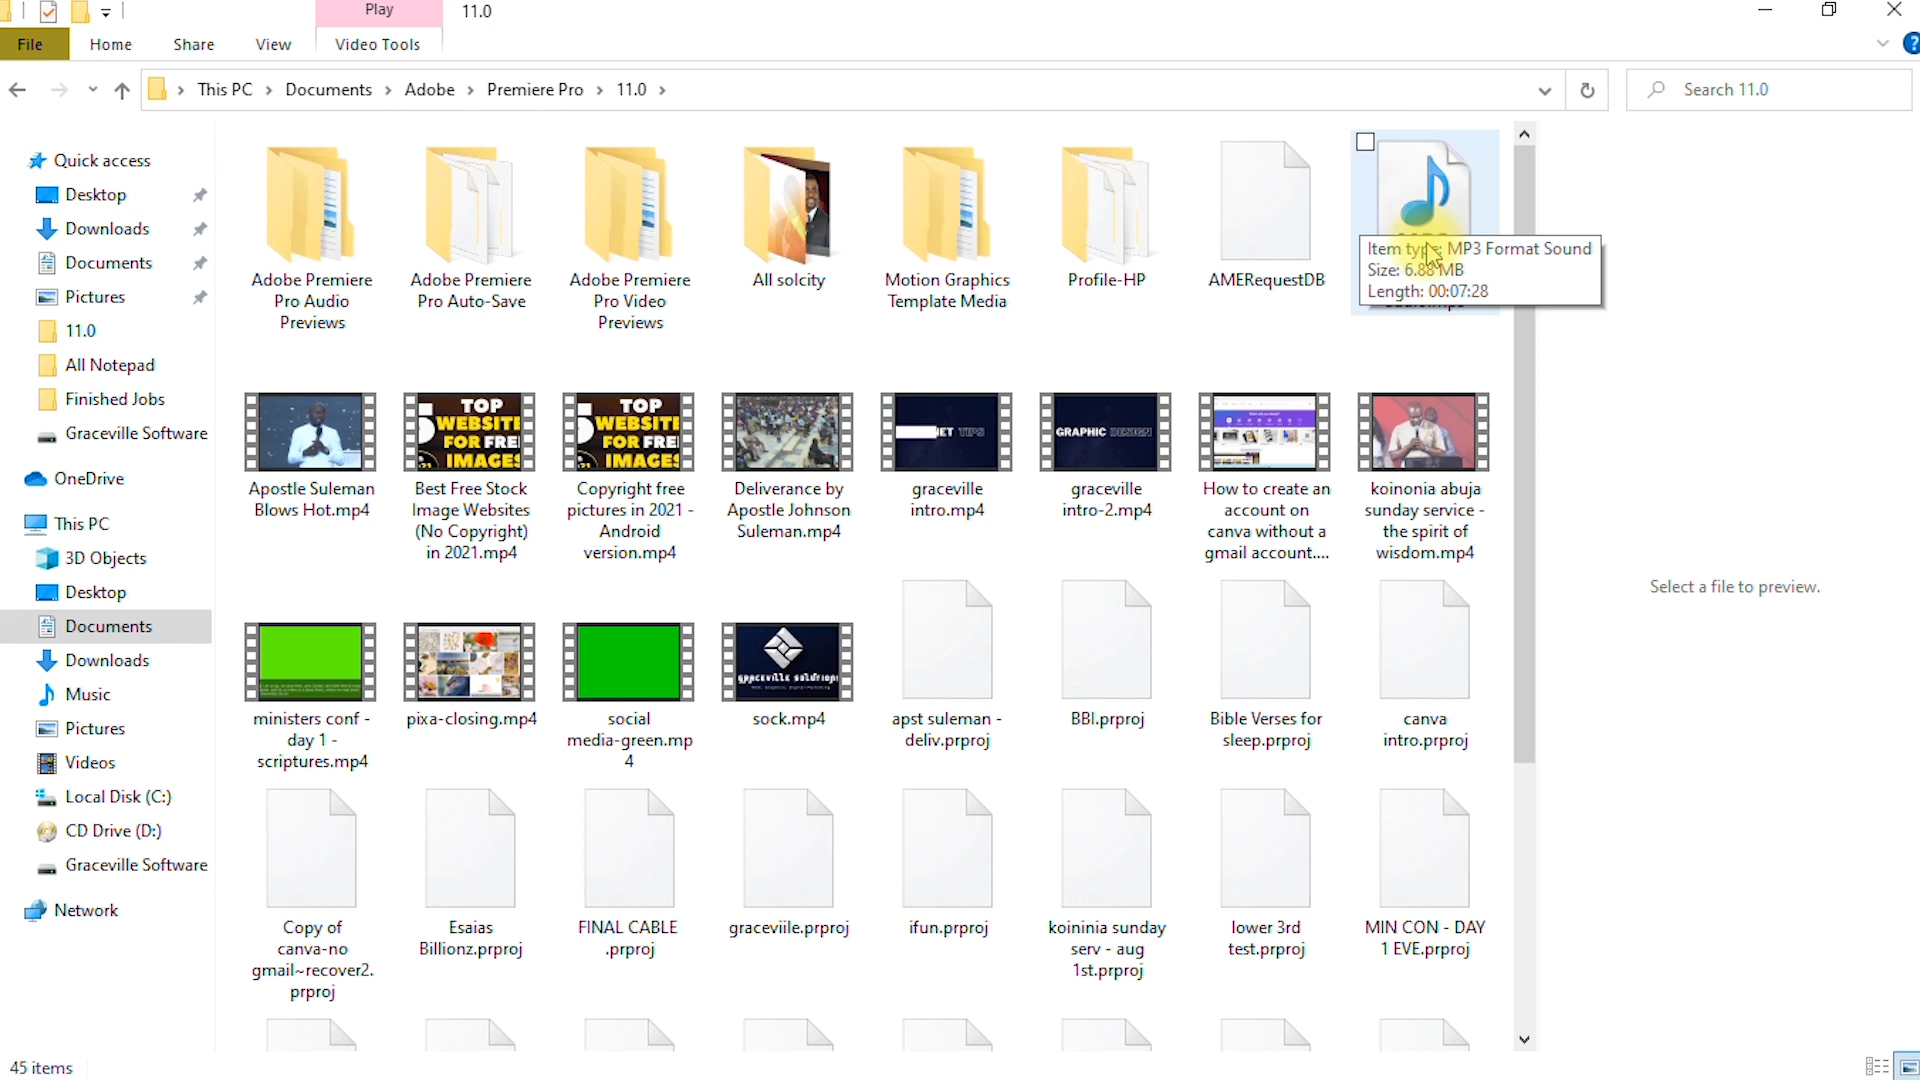 Play
11.0
File
Home
Share
View
Video Tools
This PC
Documents
Adobe
Premiere Pro
11.0
Search 11.0
Quick access
Desktop
Downloads
Documents
Pictures
11.0
All Notepad
Finished Jobs
Graceville Software
OneDrive
This PC
3D Objects
Desktop
Documents
Downloads
Music
Pictures
Videos
Local Disk (C:)
CD Drive (D:)
Graceville Software
Network
Adobe Premiere
Pro Audio
Previews
Adobe Premiere
Pro Auto-Save
Adobe Premiere
Pro Video
Previews
All solcity
Motion Graphics
Template Media
Profile-HP
AMERequestDB
Item type: MP3 Format Sound
Size: 6.88 MB
Length: 00:07:28
Apostle Suleman
Blows Hot.mp4
TOP
WEBSITE
FOR FREE
IMAGES
Best Free Stock
Image Websites
(No Copyright)
in 2021.mp4
TOP
WEBSITE
FOR FREE
IMAGES
Copyright free
pictures in 2021 -
Android
version.mp4
Deliverance by
Apostle Johnson
Suleman.mp4
ET TIPS
graceville
intro.mp4
GRAPHIC DESIGN
graceville
intro-2.mp4
How to create an
account on
canva without a
gmail account....
koinonia abuja
sunday service -
the spirit of
wisdom.mp4
ministers conf -
day 1 -
scriptures.mp4
pixa-closing.mp4
social
media-green.mp
4
graceville solutions
sock.mp4
apst suleman -
deliv.prproj
BBI.prproj
Bible Verses for
sleep.prproj
canva
intro.prproj
Copy of
canva-no
gmail~recover2.
prproj
Esaias
Billionz.prproj
FINAL CABLE
.prproj
graceviile.prproj
ifun.prproj
koininia sunday
serv - aug
1st.prproj
lower 3rd
test.prproj
MIN CON - DAY
1 EVE.prproj
Select a file to preview.
45 items